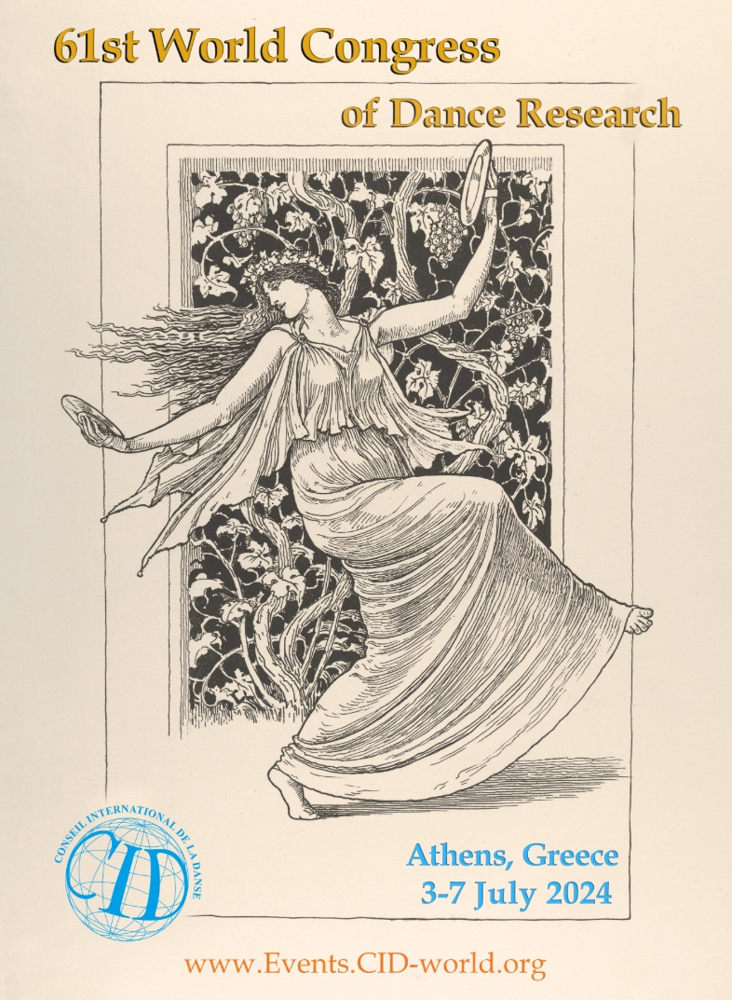 61st World Congress
of Dance Research
CONSEIL INTERNATIONAL DE LA DANSE
CID
Athens, Greece
3-7 July 2024
www.Events.CID-world.org